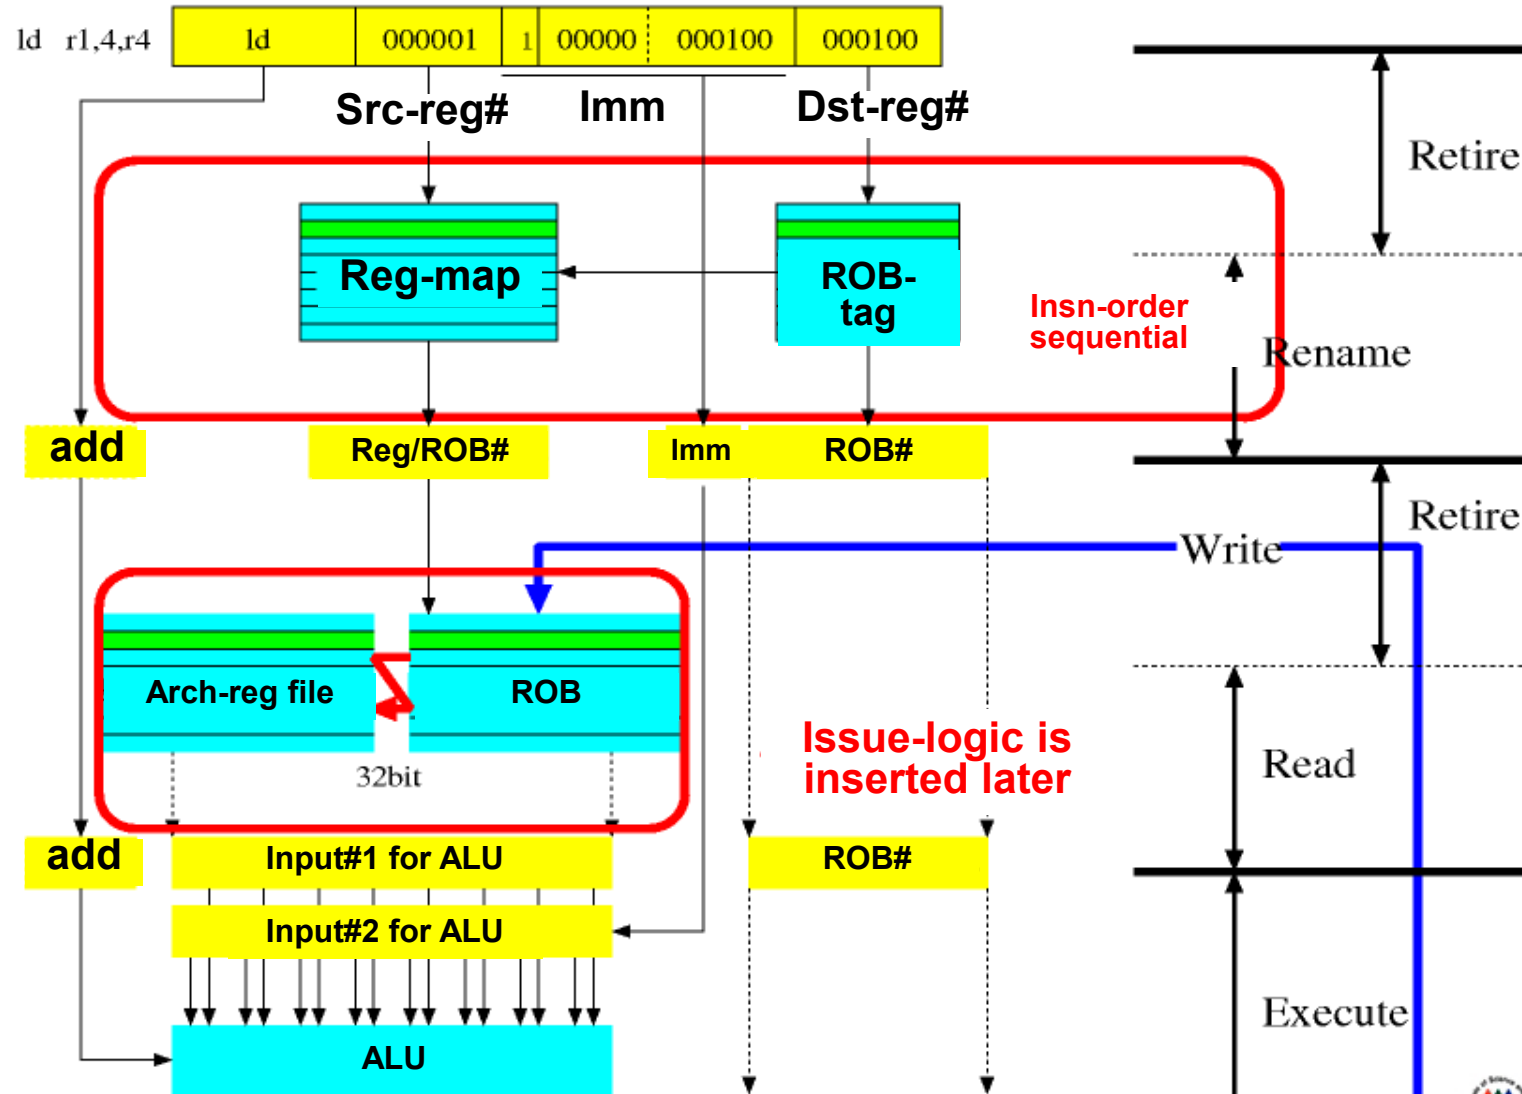 ld r1,4,r4
ld 000001 1 00000 000100 000100
Src-reg# Imm Dst-reg#
Retire
Reg-map
ROB-
tag
Insn-order
sequential
Rename
add Reg/ROB# Imm ROB#
Retire
Write
Arch-reg file ROB
32bit
Issue-logic is
inserted later
Read
add Input#1 for ALU ROB#
Input#2 for ALU
Execute
ALU